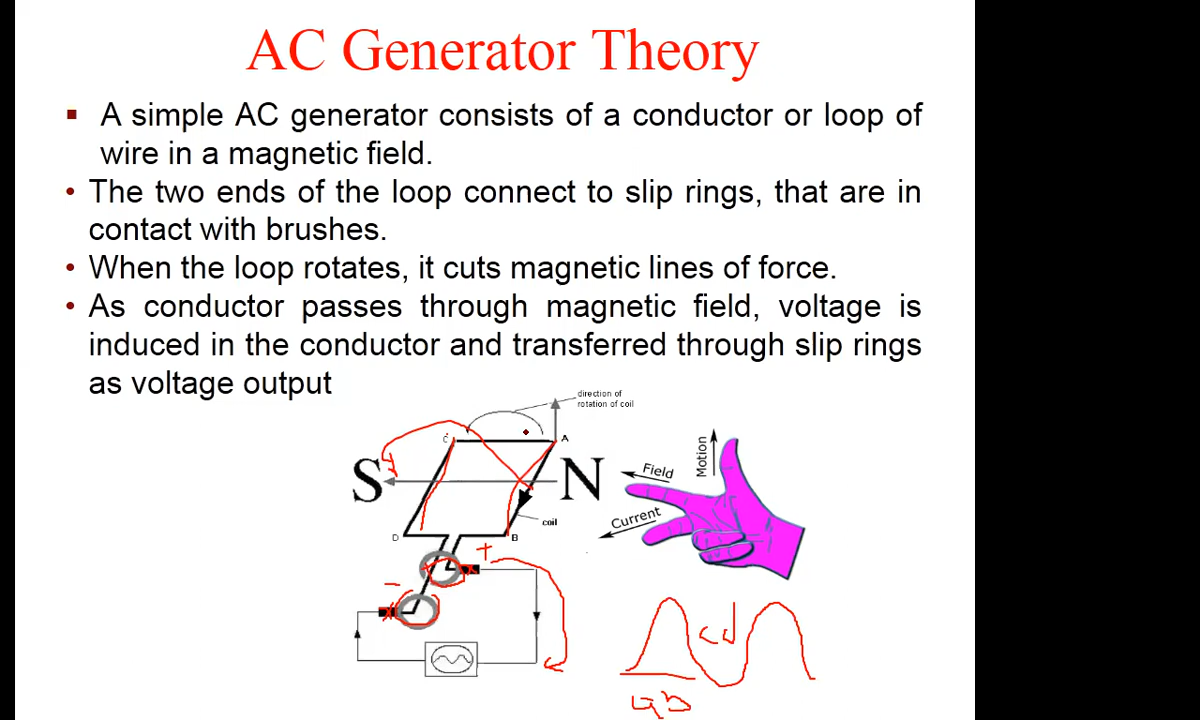 AC Generator Theory
▪ A simple AC generator consists of a conductor or loop of
wire in a magnetic field.
• The two ends of the loop connect to slip rings, that are in
contact with brushes.
• When the loop rotates, it cuts magnetic lines of force.
• As conductor passes through magnetic field, voltage is
induced in the conductor and transferred through slip rings
as voltage output
direction of
rotation of coil
C
A
S
N
coil
D
B
+
-
Motion
Field
Current
cd
ab